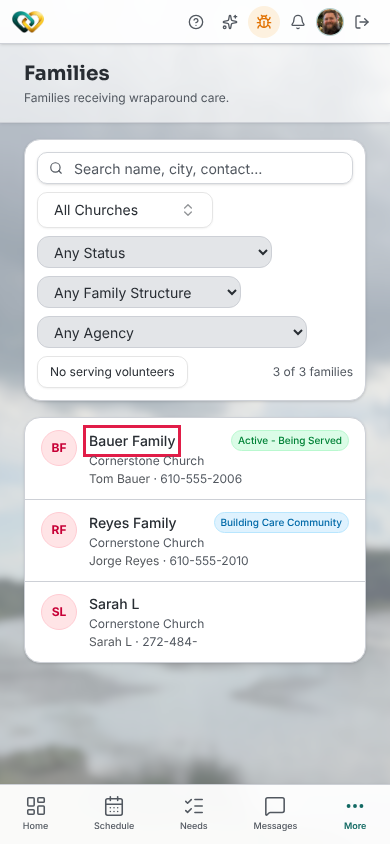 Families
Families receiving wraparound care.
Search name, city, contact...
All Churches
Any Status
Any Family Structure
Any Agency
No serving volunteers
3 of 3 families
BF
Bauer Family
Active - Being Served
Cornerstone Church
Tom Bauer · 610-555-2006
RF
Reyes Family
Building Care Community
Cornerstone Church
Jorge Reyes · 610-555-2010
SL
Sarah L
Cornerstone Church
Sarah L · 272-484-
Home
Schedule
Needs
Messages
More